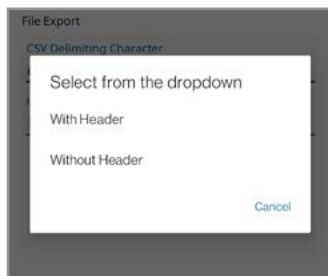 File Export
CSV Delimiting Character
Select from the dropdown
With Header
Without Header
Cancel